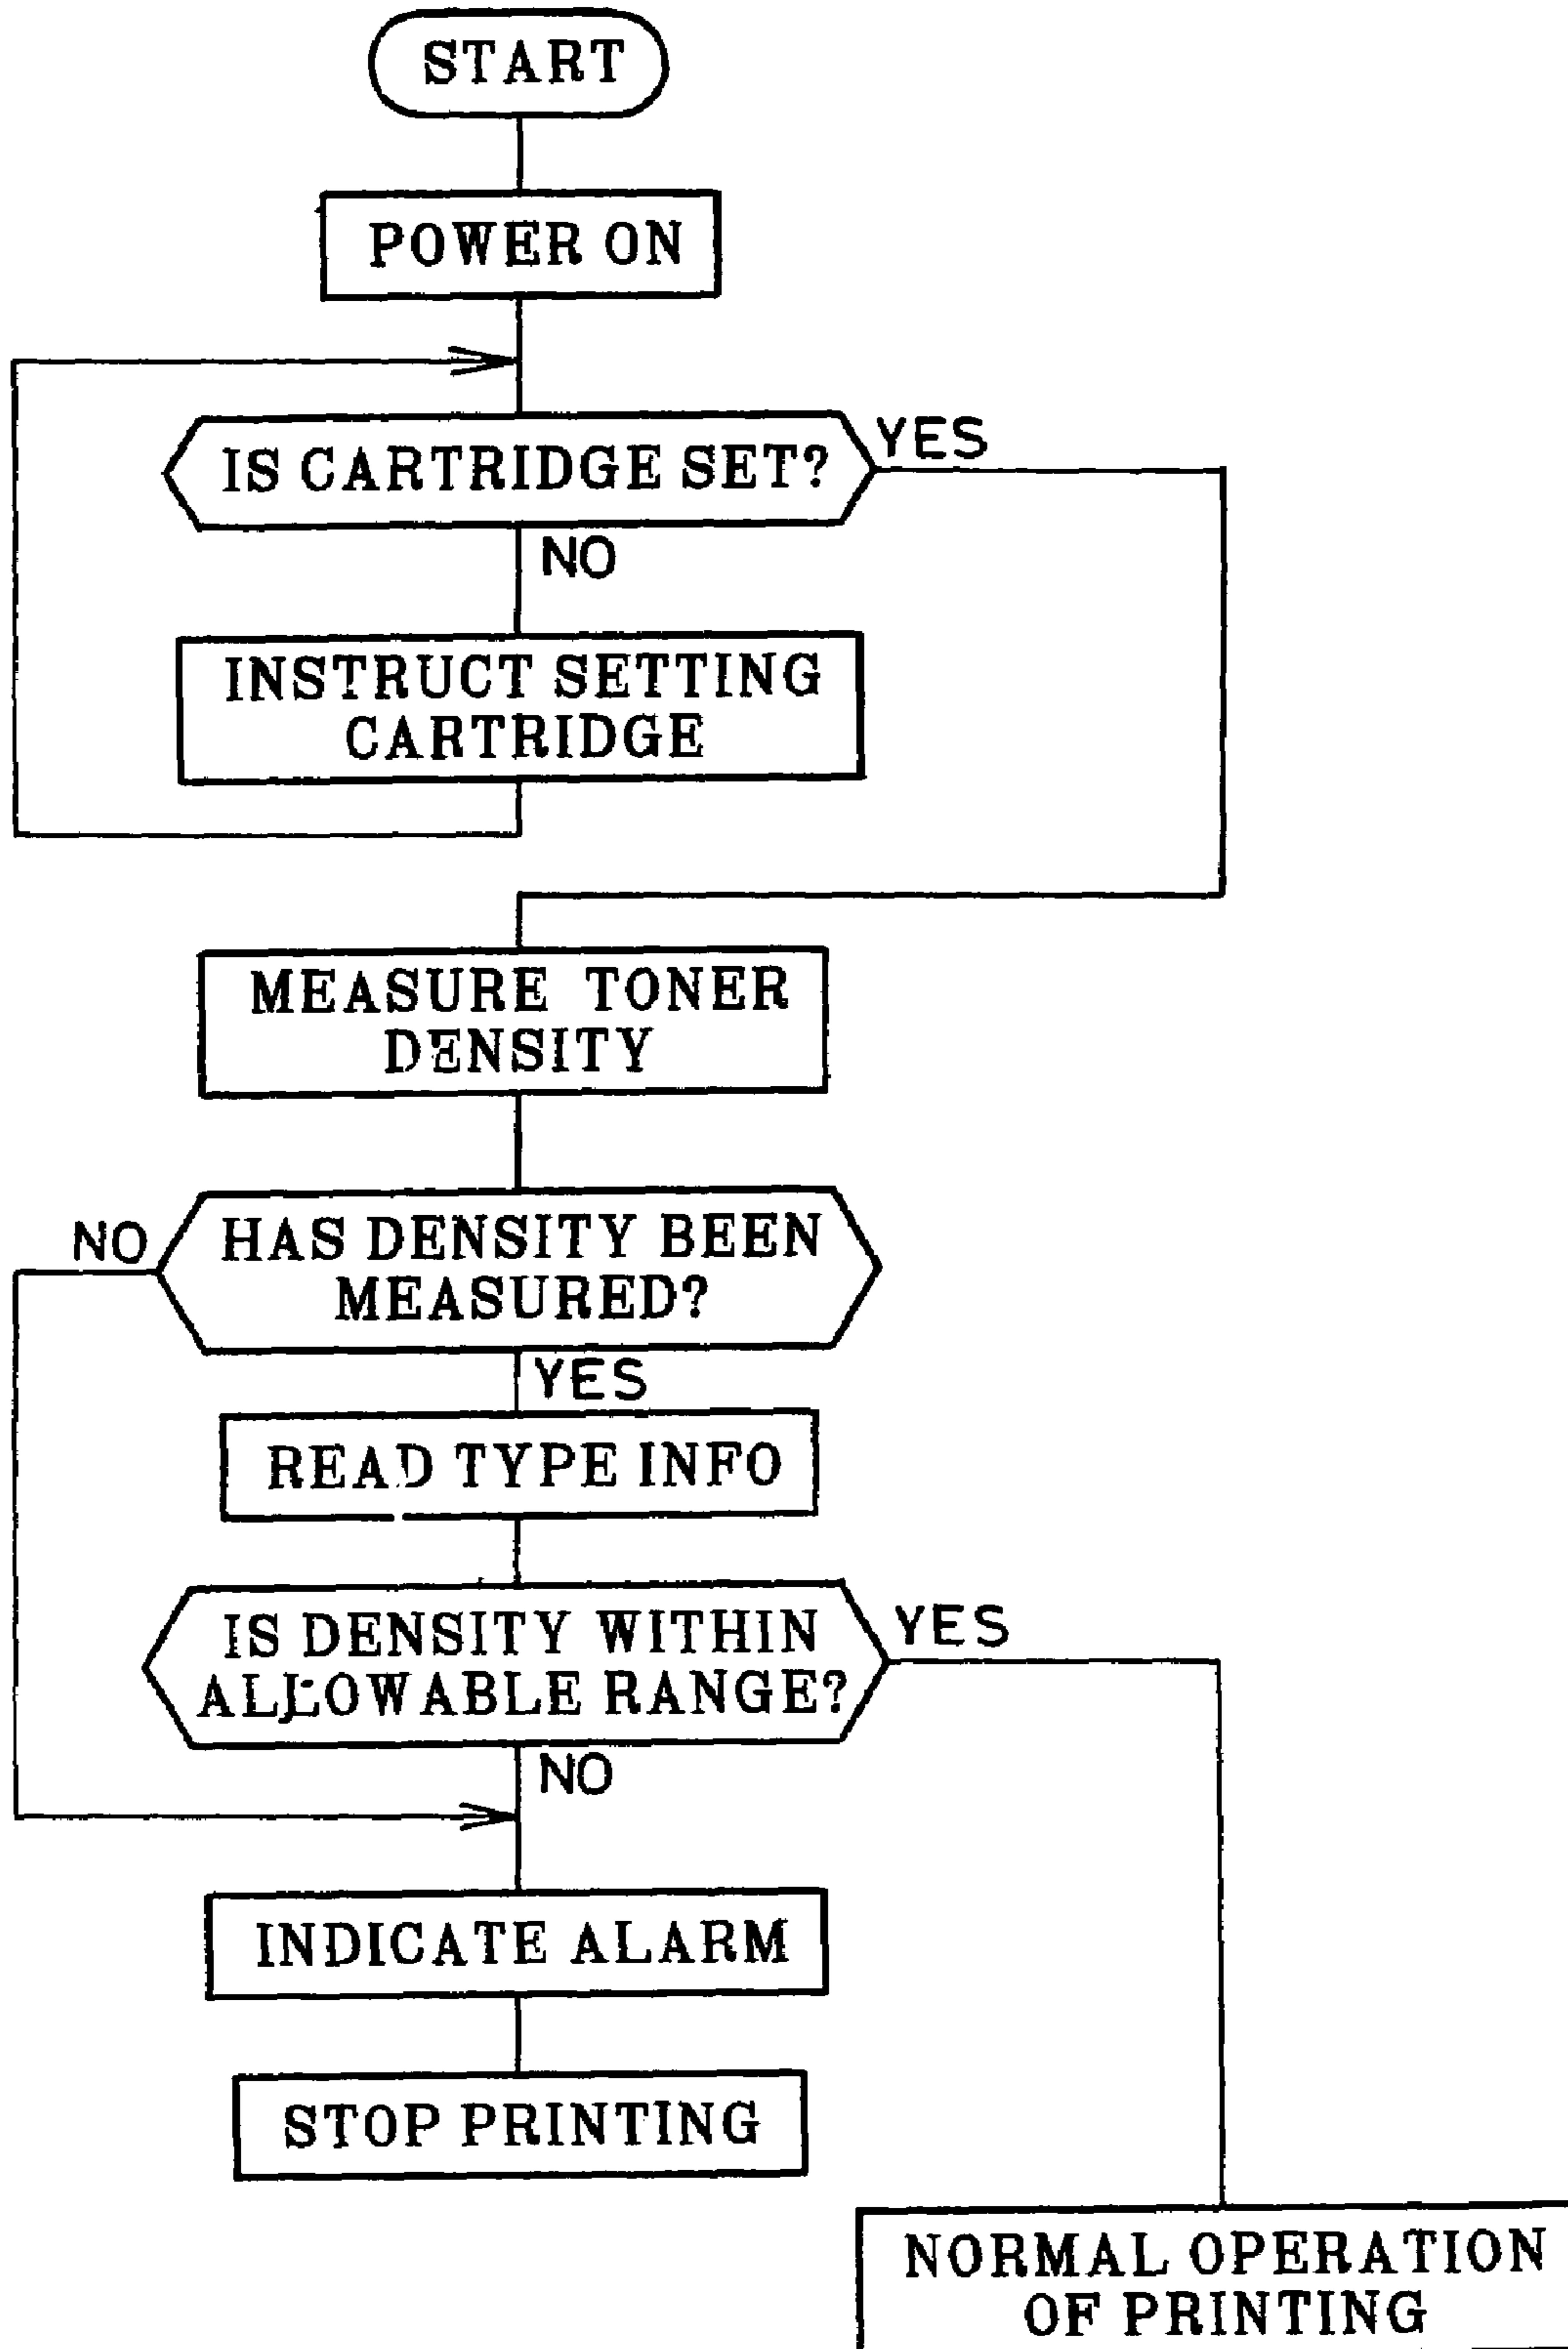 START
POWER ON
IS CARTRIDGE SET?
YES
NO
INSTRUCT SETTING
CARTRIDGE
MEASURE TONER
DENSITY
HAS DENSITY BEEN
MEASURED?
NO
YES
READ TYPE INFO
IS DENSITY WITHIN
ALLOWABLE RANGE?
YES
NO
INDICATE ALARM
STOP PRINTING
NORMAL OPERATION
OF PRINTING